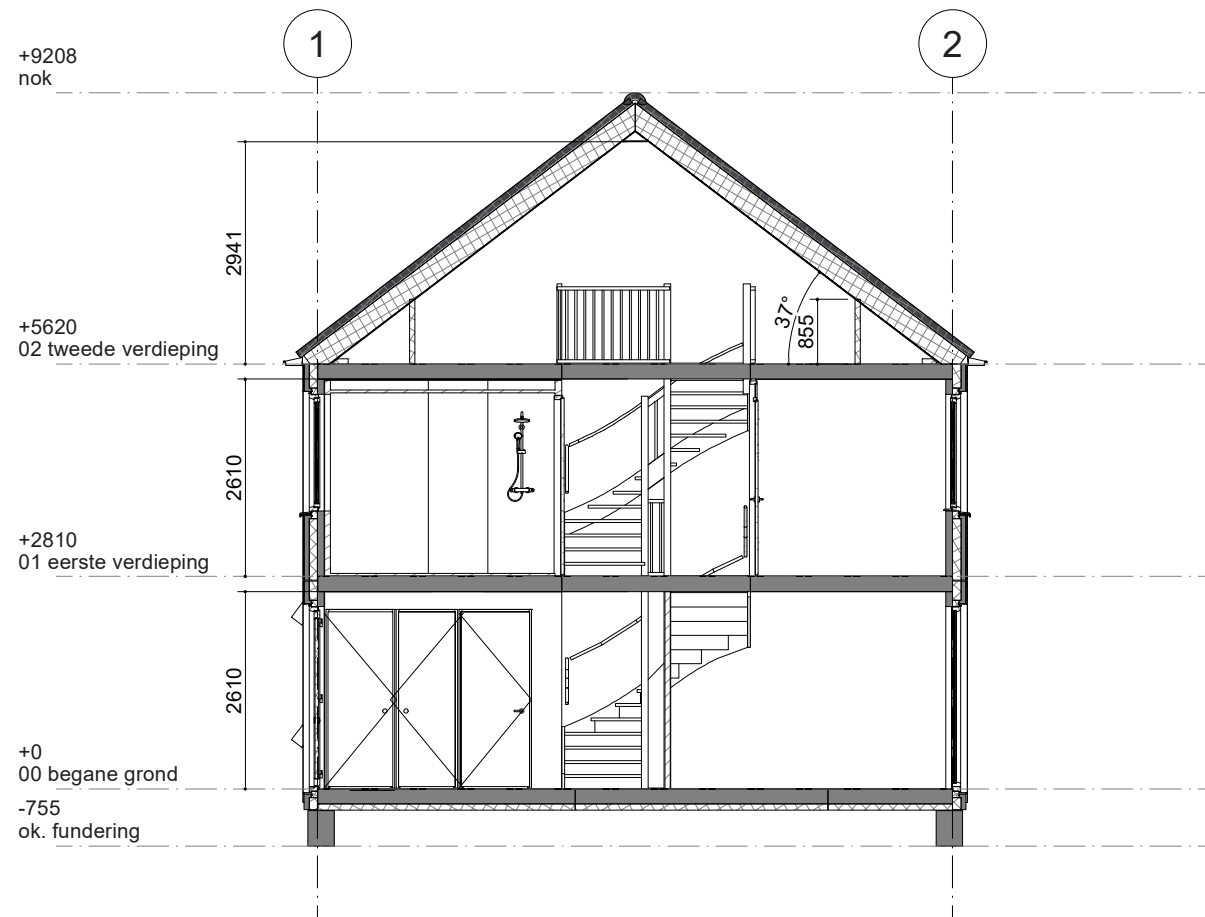 1
2
+9208
nok
2941
37°
855
+5620
02 tweede verdieping
2610
+2810
01 eerste verdieping
2610
+0
00 begane grond
-755
ok. fundering